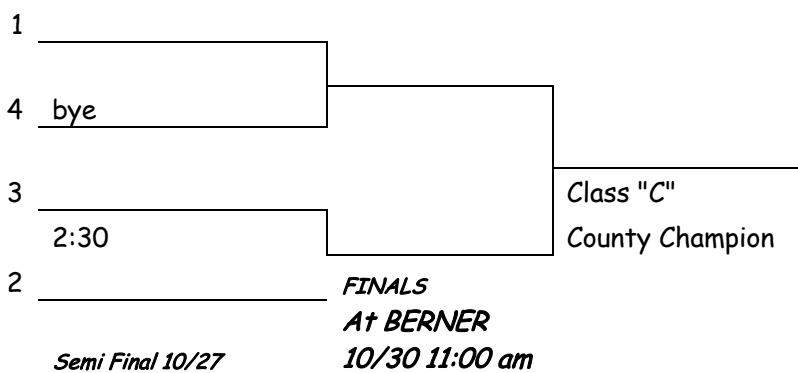 1
4 bye
3
Class "C"
2:30
County Champion
2
FINALS
At BERNER
Semi Final 10/27
10/30 11:00 am